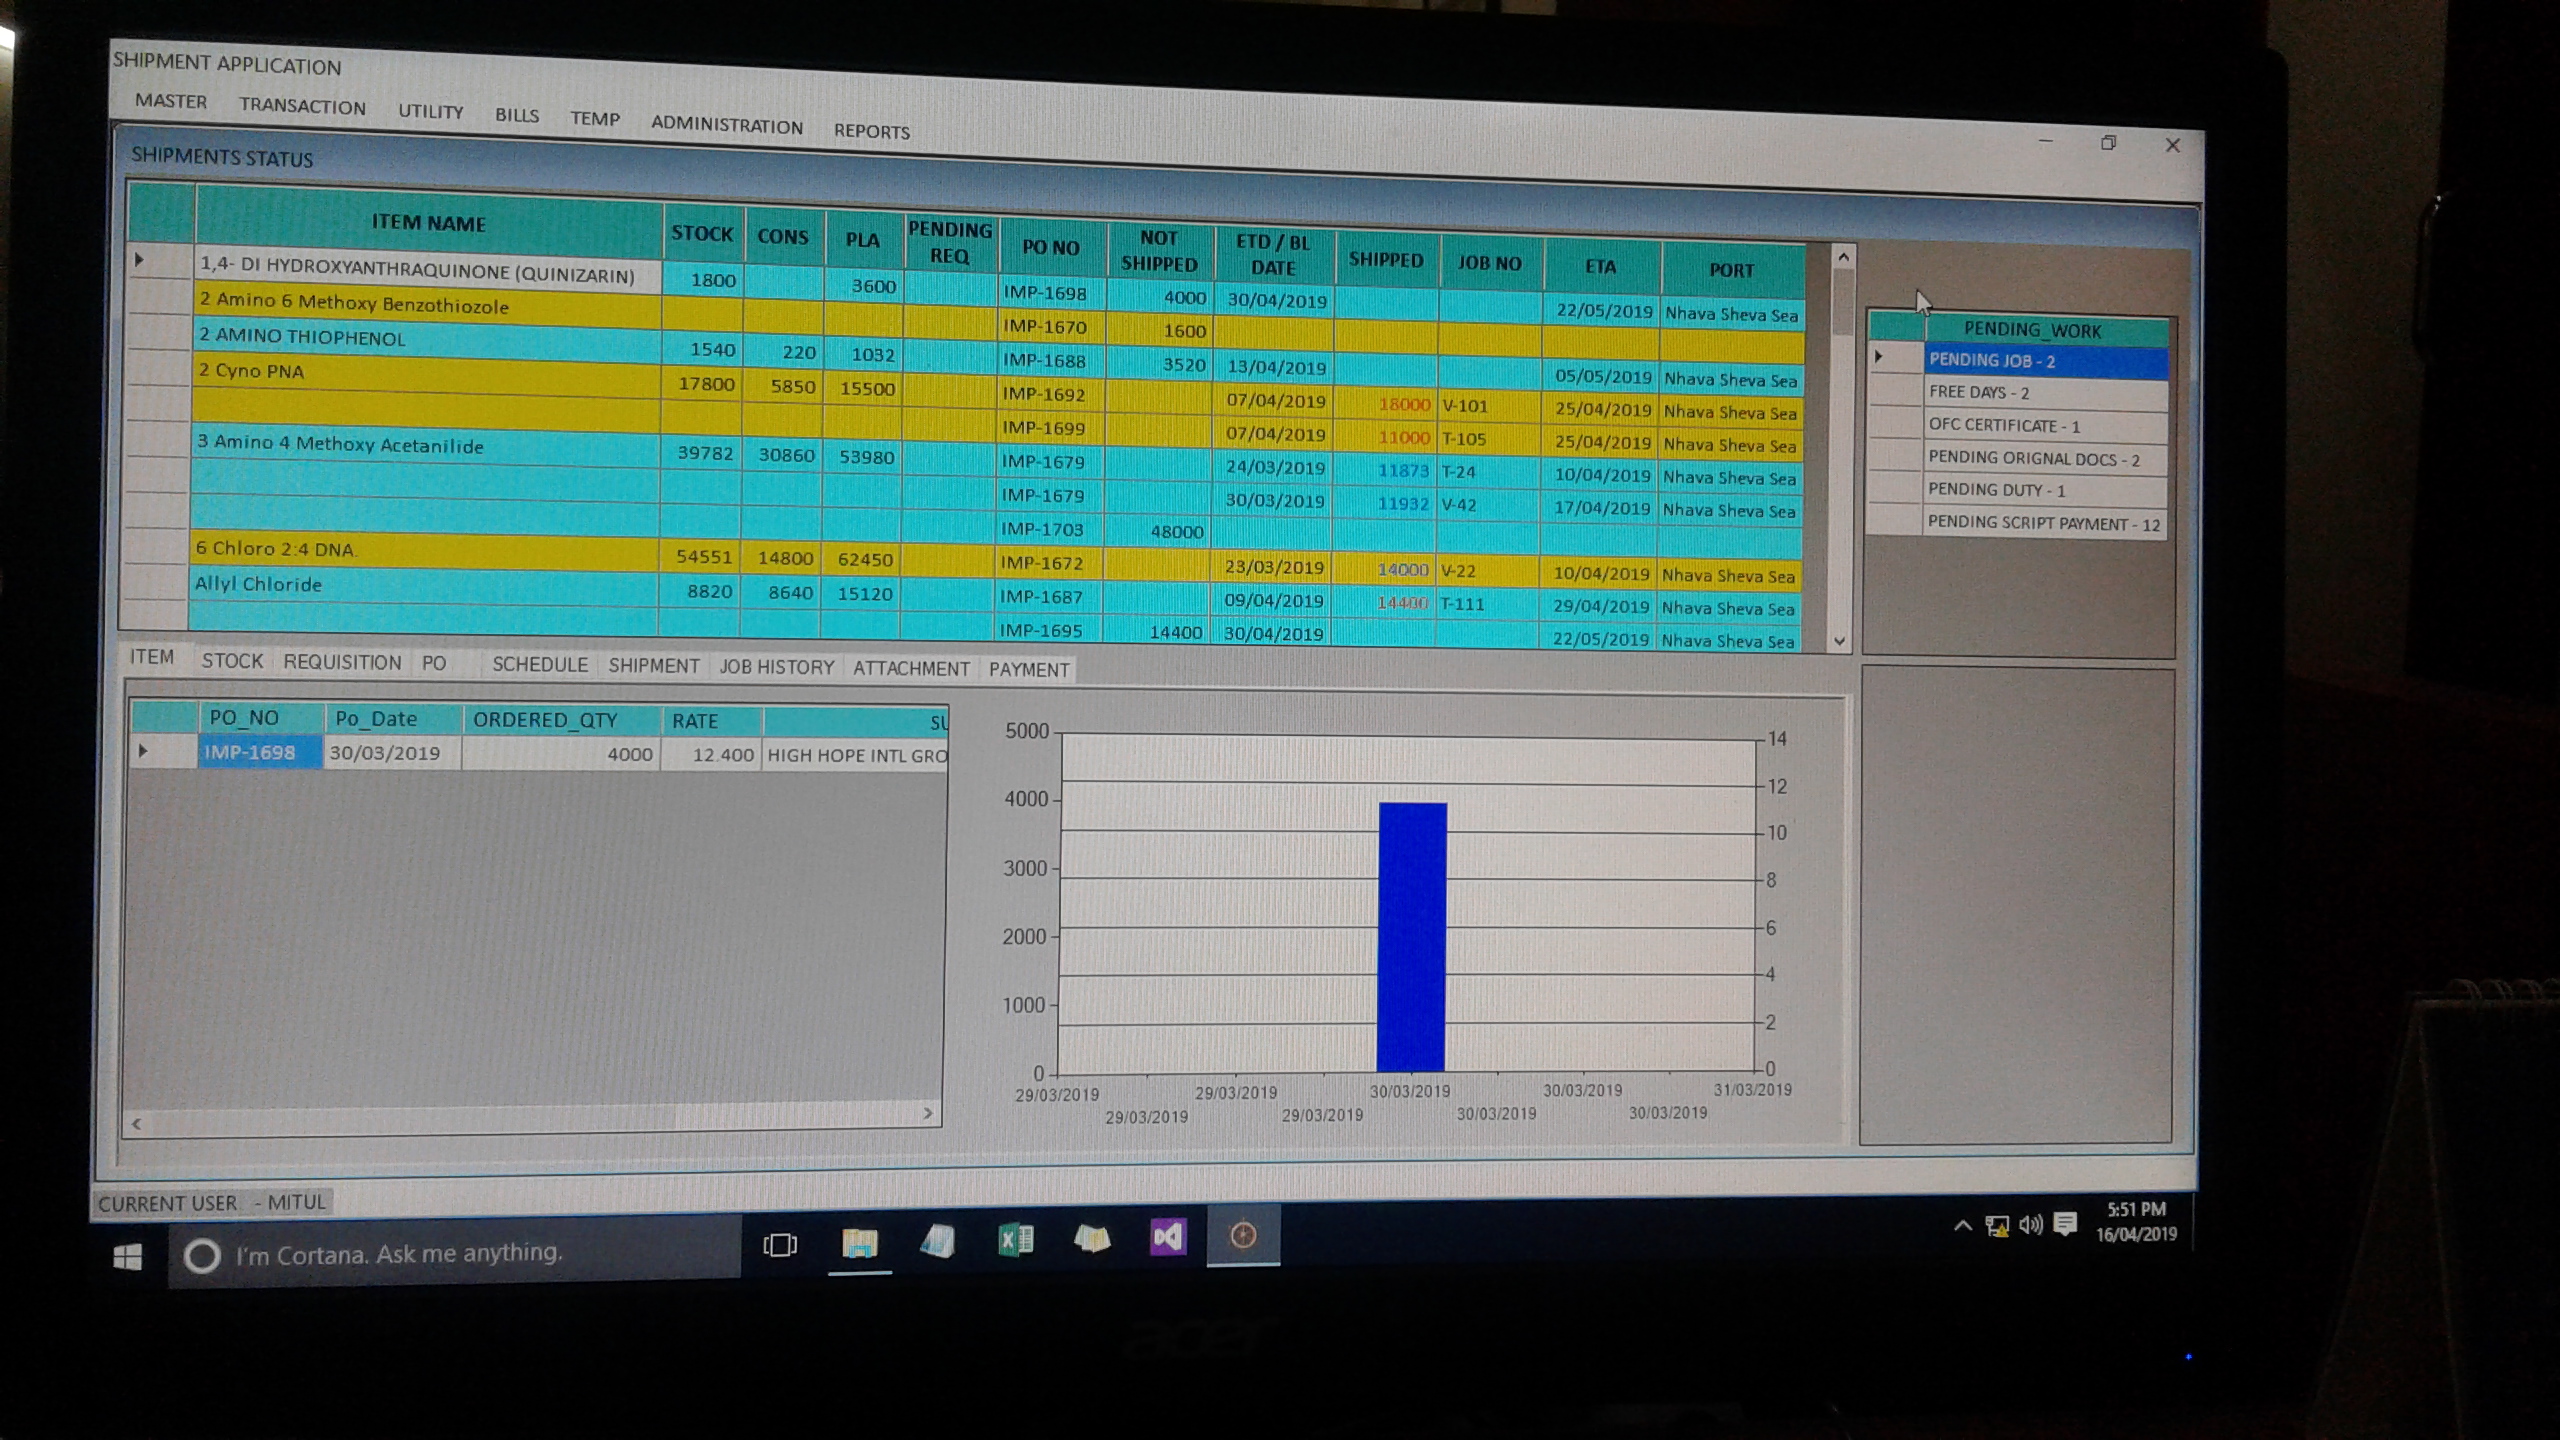 SHIPMENT APPLICATION
MASTER TRANSACTION UTILITY BILLS TEMP ADMINISTRATION REPORTS
SHIPMENTS STATUS
ITEM NAME STOCK CONS PLA PENDING REQ PO NO NOT SHIPPED ETD / BL DATE SHIPPED JOB NO ETA PORT
1,4- DI HYDROXYANTHRAQUINONE (QUINIZARIN) 1800 3600 IMP-1698 4000 30/04/2019 22/05/2019 Nhava Sheva Sea
2 Amino 6 Methoxy Benzothiozole IMP-1670 1600
2 AMINO THIOPHENOL 1540 220 1032 IMP-1688 3520 13/04/2019 05/05/2019 Nhava Sheva Sea
2 Cyno PNA 17800 5850 15500 IMP-1692 07/04/2019 18000 V-101 25/04/2019 Nhava Sheva Sea
IMP-1699 07/04/2019 11000 T-105 25/04/2019 Nhava Sheva Sea
3 Amino 4 Methoxy Acetanilide 39782 30860 53980 IMP-1679 24/03/2019 11873 T-24 10/04/2019 Nhava Sheva Sea
IMP-1679 30/03/2019 11932 V-42 17/04/2019 Nhava Sheva Sea
IMP-1703 48000
6 Chloro 2:4 DNA. 54551 14800 62450 IMP-1672 23/03/2019 14000 V-22 10/04/2019 Nhava Sheva Sea
Allyl Chloride 8820 8640 15120 IMP-1687 09/04/2019 14400 T-111 29/04/2019 Nhava Sheva Sea
IMP-1695 14400 30/04/2019 22/05/2019 Nhava Sheva Sea
PENDING_WORK
PENDING JOB - 2
FREE DAYS - 2
OFC CERTIFICATE - 1
PENDING ORIGNAL DOCS - 2
PENDING DUTY - 1
PENDING SCRIPT PAYMENT - 12
ITEM STOCK REQUISITION PO SCHEDULE SHIPMENT JOB HISTORY ATTACHMENT PAYMENT
PO_NO Po_Date ORDERED_QTY RATE SU
IMP-1698 30/03/2019 4000 12.400 HIGH HOPE INTL GRO
5000 14
12
4000
10
3000
8
2000 6
4
1000
2
0 0
29/03/2019 29/03/2019 30/03/2019 30/03/2019 31/03/2019
29/03/2019 29/03/2019 30/03/2019 30/03/2019
CURRENT USER - MITUL
I'm Cortana. Ask me anything.
5:51 PM
16/04/2019
acer